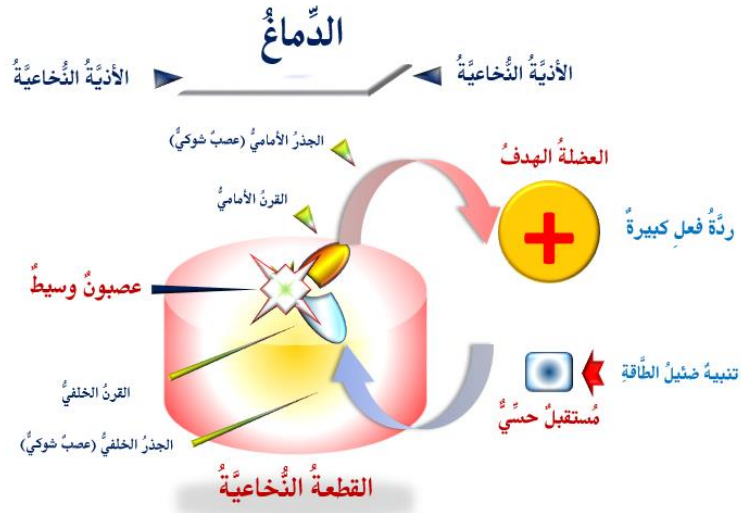 الدِّماغُ
الأذيَّةُ النُّخاعيَّةُ
الأذيَّةُ النُّخاعيَّةُ
الجذرُ الأماميُّ (عصبٌ شوكيٌّ)
العضلةُ الهدفُ
القرنُ الأماميُّ
ردَّةُ فعلٍ كبيرةٌ
عصبونٌ وسيطٌ
تنبيهٌ ضئيلُ الطَّاقةِ
القرنُ الخلفيُّ
مُستقبلٌ حسِّيٌّ
الجذرُ الخلفيُّ (عصبٌ شوكيٌّ)
القطعةُ النُّخاعيَّةُ